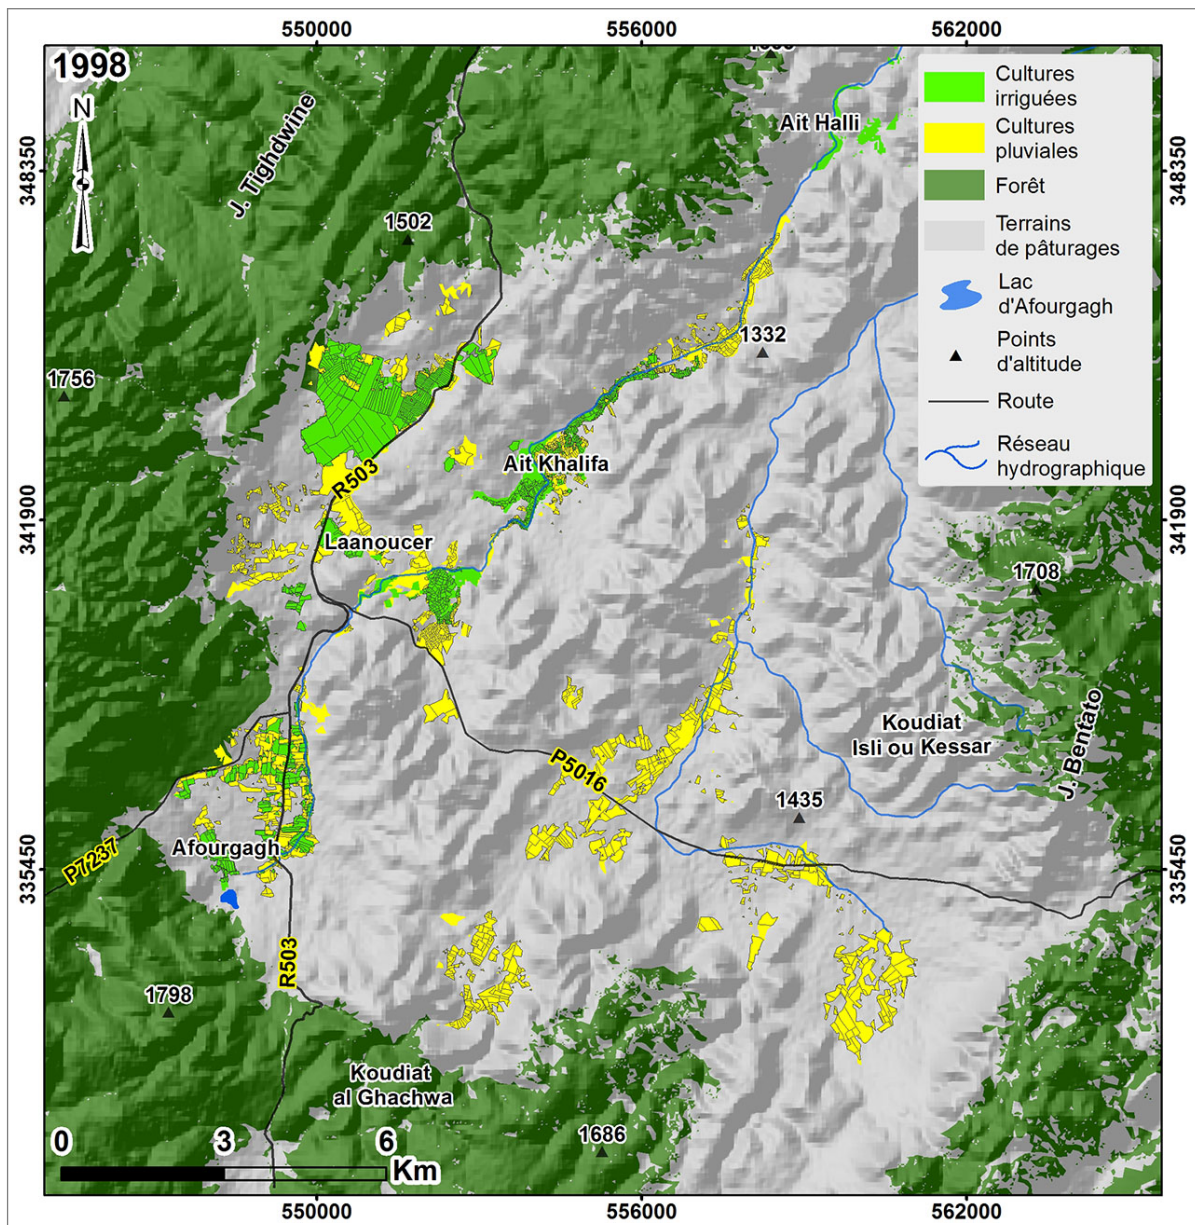 550000
556000
562000
1998
N
Cultures
irriguées
Cultures
pluviales
Forêt
Terrains
de pâturages
Lac
d'Afourgagh
Points
d'altitude
Route
Réseau
hydrographique
Ait Halli
348350
348350
J. Tighdwine
1502
1332
1756
Ait Khalifa
R503
341900
341900
Laanoucer
1708
Koudiat
Isli ou Kessar
J. Bentato
P5016
1435
Afourgagh
P7237
335450
335450
R503
1798
Koudiat
al Ghachwa
1686
0
3
6
Km
550000
556000
562000